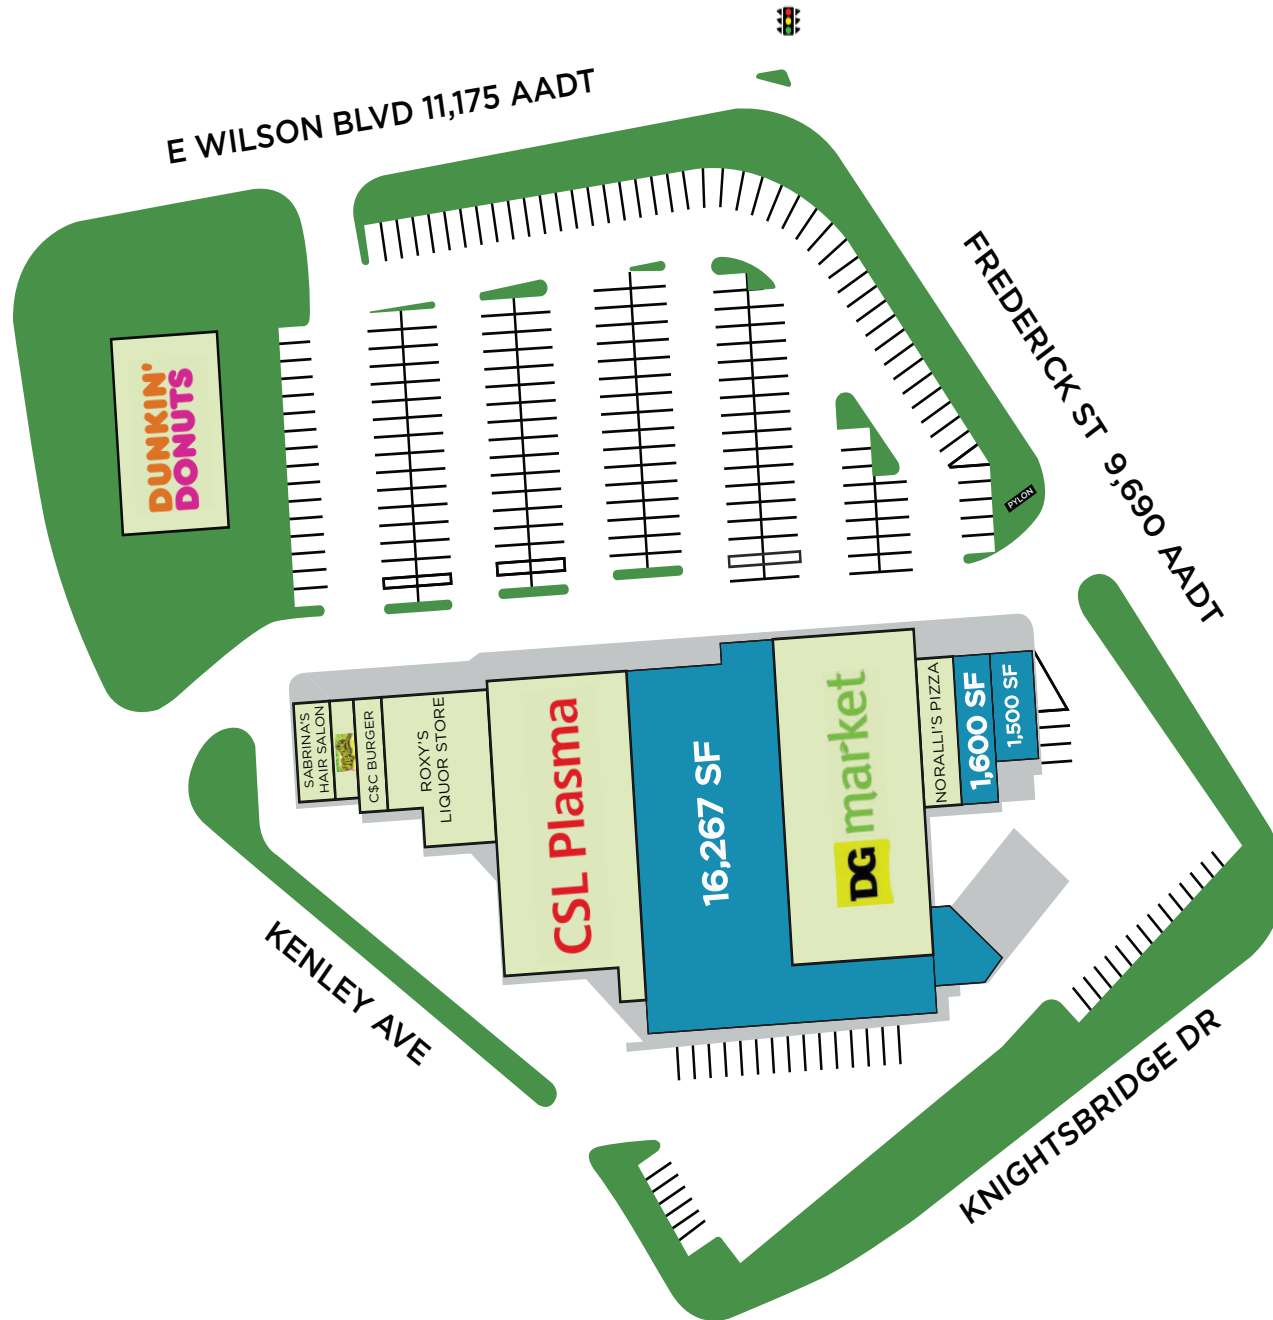 E WILSON BLVD 11,175 AADT
FREDERICK ST 9,690 AADT
DUNKIN'
DONUTS
PYLON
SABRINA'S
HAIR SALON
C$C BURGER
ROXY'S
LIQUOR STORE
CSL Plasma
16,267 SF
DG market
NORALLI'S PIZZA
1,600 SF
1,500 SF
KENLEY AVE
KNIGHTSBRIDGE DR